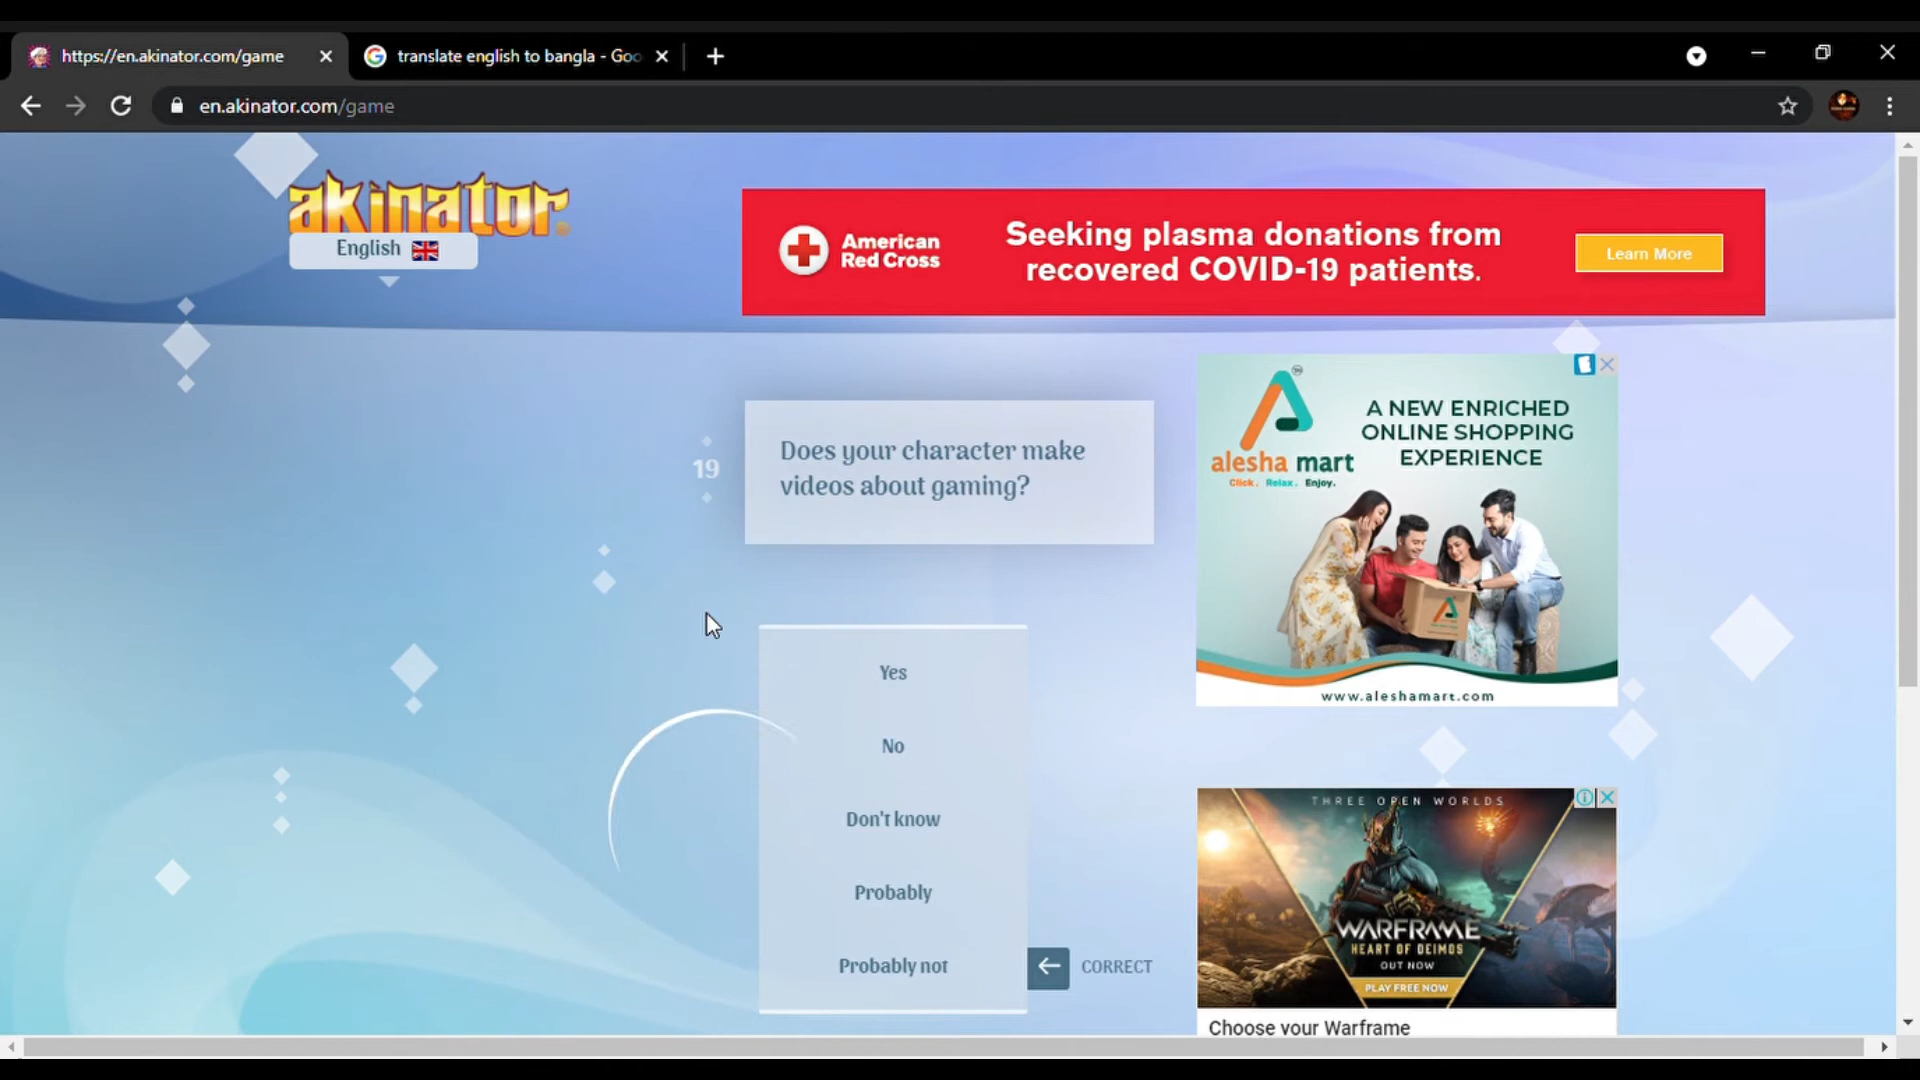 https://en.akinator.com/game
translate english to bangla - Goo
en.akinator.com/game
akinator
English
American
Red Cross
Seeking plasma donations from
recovered COVID-19 patients.
Learn More
19
Does your character make
videos about gaming?
Yes
No
Don't know
Probably
Probably not
CORRECT
alesha mart
Click. Relax. Enjoy.
A NEW ENRICHED
ONLINE SHOPPING
EXPERIENCE
www.aleshamart.com
THREE OPEN WORLDS
WARFRAME
HEART OF DEIMOS
OUT NOW
PLAY FREE NOW
Choose your Warframe